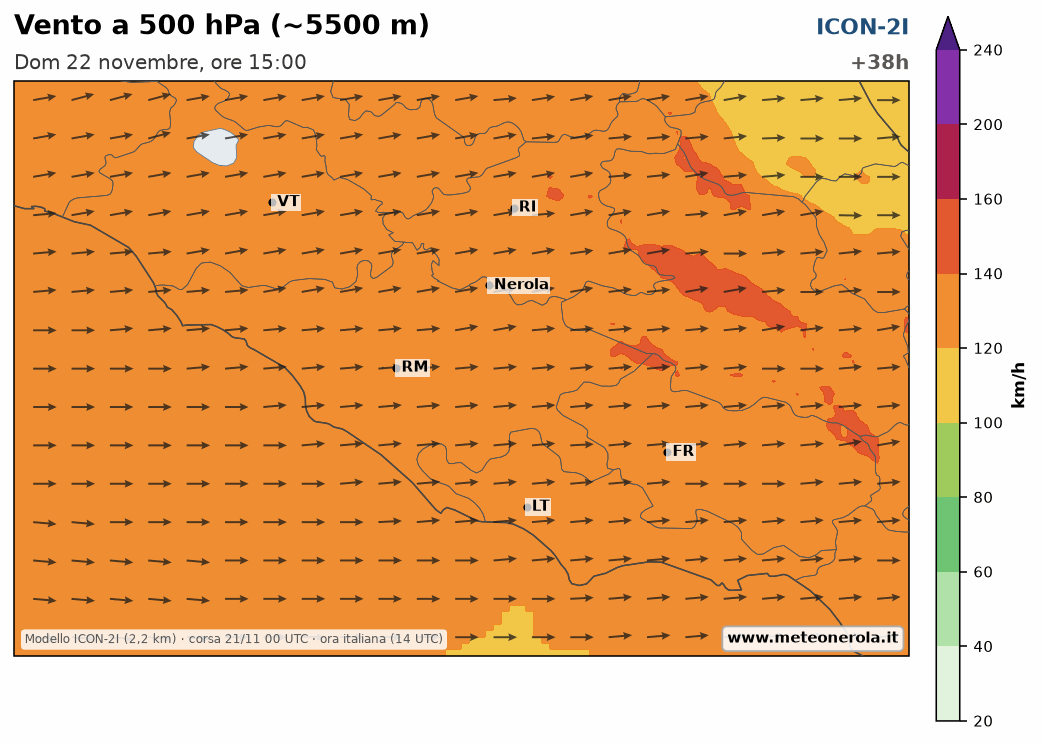 Vento a 500 hPa (~5500 m)
ICON-2I
Dom 22 novembre, ore 15:00
+38h
240
200
160
140
120
100
80
60
40
20
km/h
VT
RI
Nerola
RM
FR
LT
Modello ICON-2I (2,2 km) · corsa 21/11 00 UTC · ora italiana (14 UTC)
www.meteonerola.it